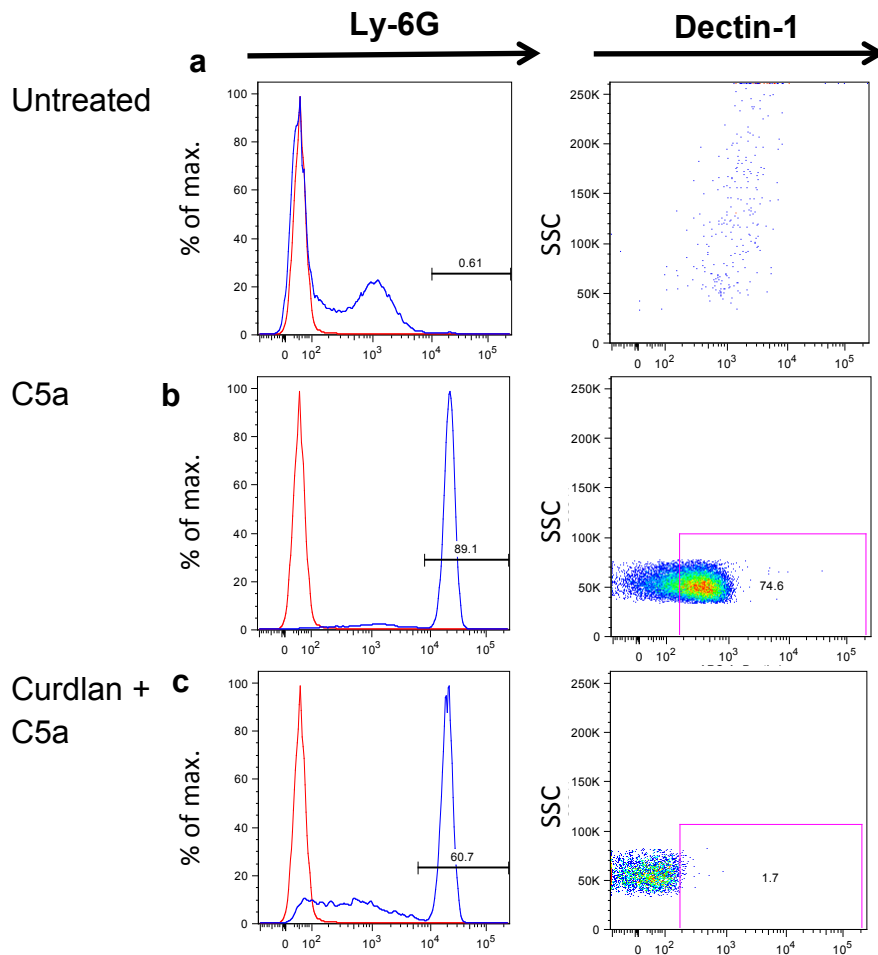 Ly-6G
Dectin-1
Untreated
a
% of max.
100
80
60
40
20
0
0.61
0 10² 10³ 10⁴ 10⁵
SSC
250K
200K
150K
100K
50K
0
0 10² 10³ 10⁴ 10⁵
C5a
b
% of max.
100
80
60
40
20
0
89.1
0 10² 10³ 10⁴ 10⁵
SSC
250K
200K
150K
100K
50K
0
74.6
0 10² 10³ 10⁴ 10⁵
Curdlan +
C5a
c
% of max.
100
80
60
40
20
0
60.7
0 10² 10³ 10⁴ 10⁵
SSC
250K
200K
150K
100K
50K
0
1.7
0 10² 10³ 10⁴ 10⁵